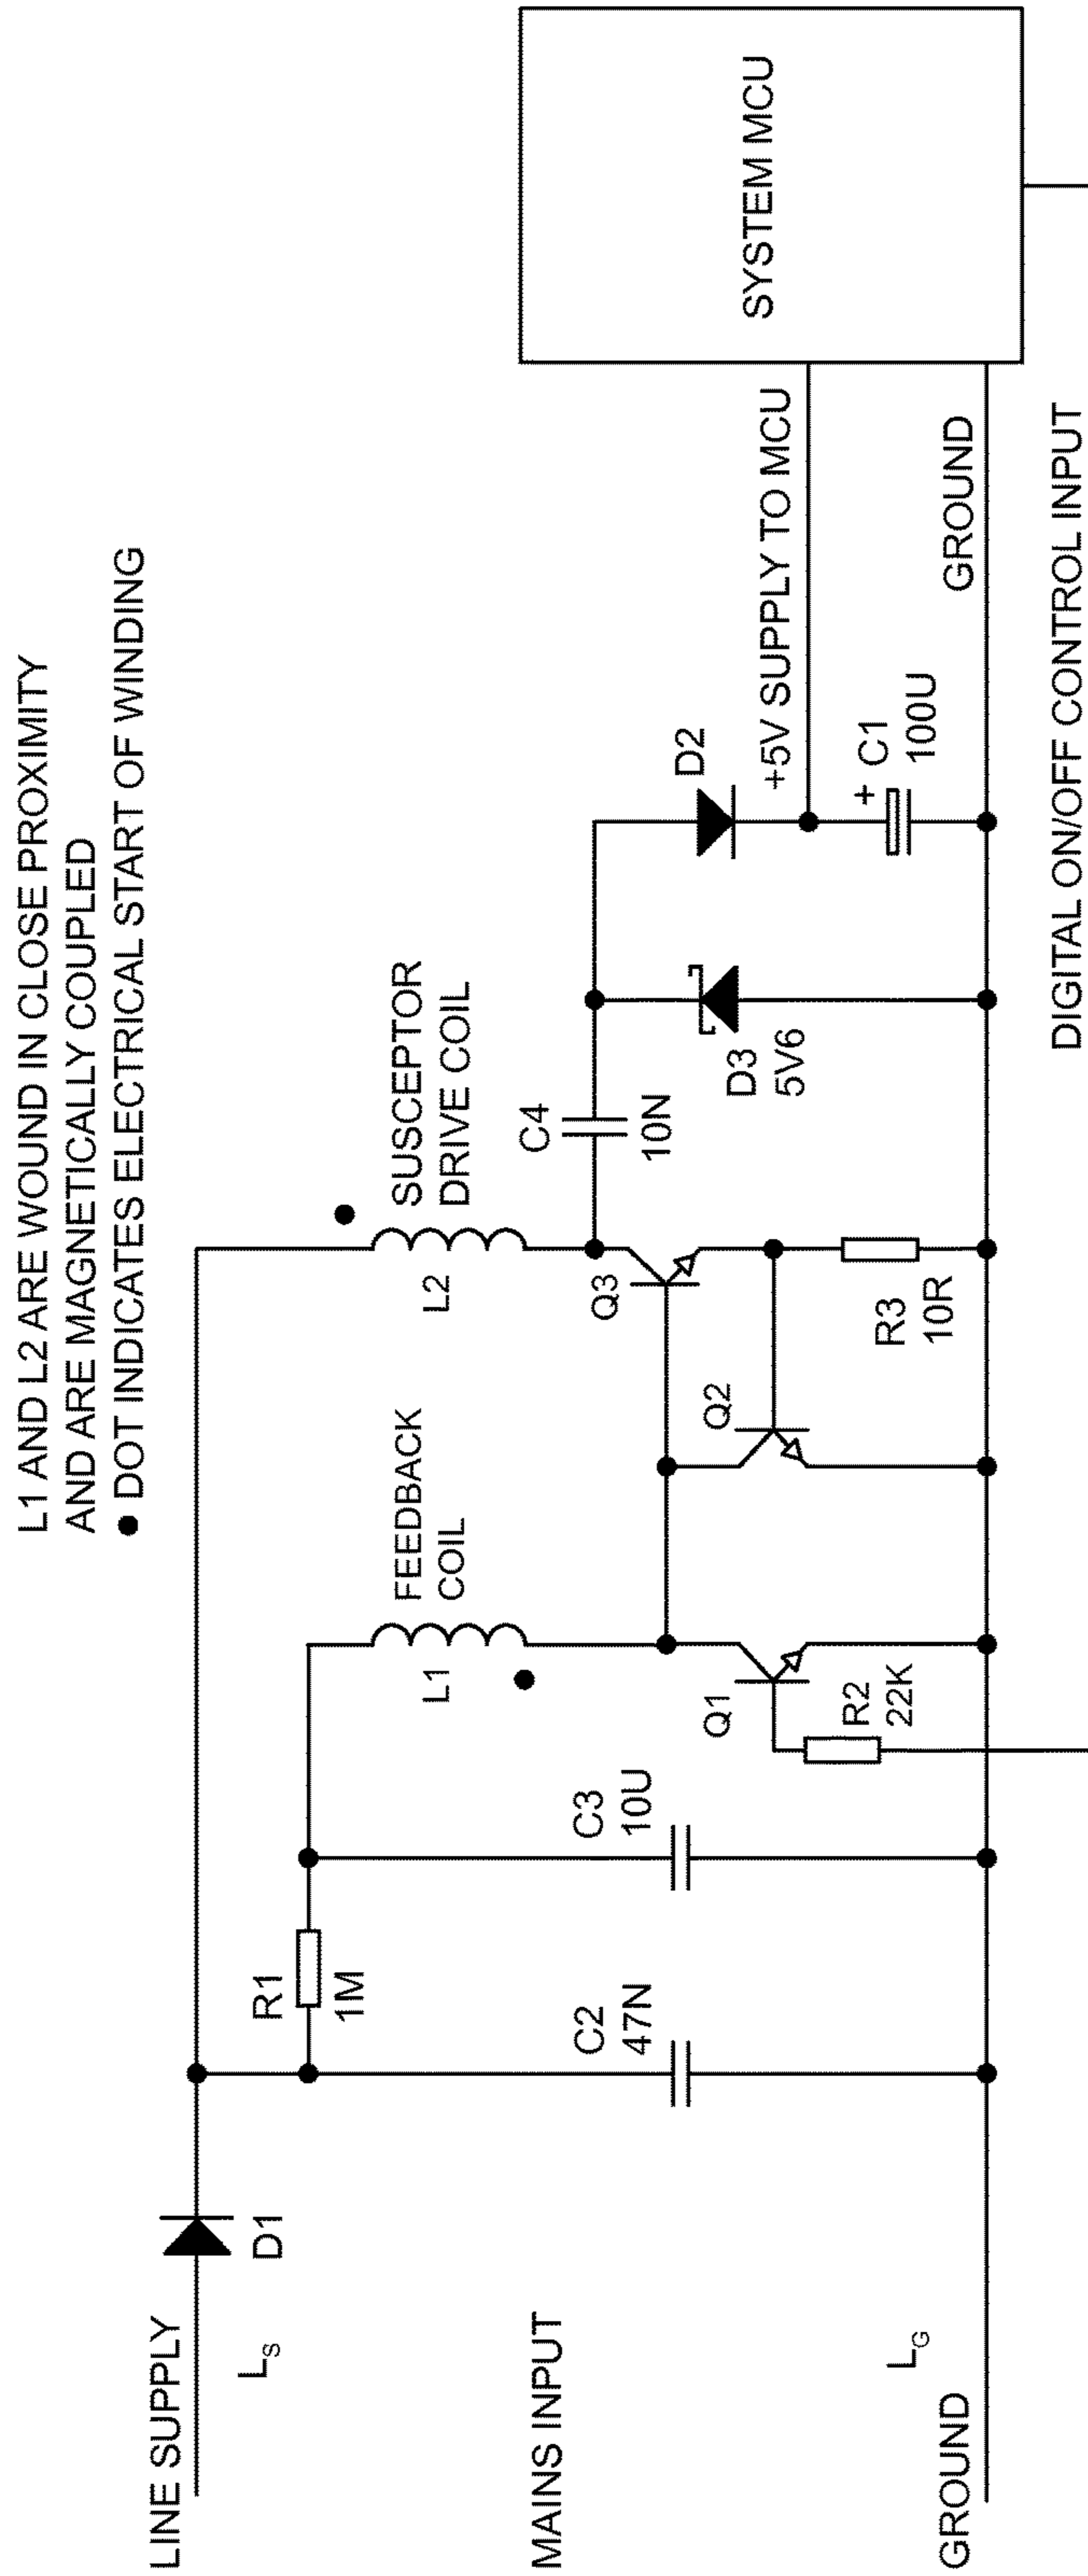 L1 AND L2 ARE WOUND IN CLOSE PROXIMITY
AND ARE MAGNETICALLY COUPLED
● DOT INDICATES ELECTRICAL START OF WINDING
LINE SUPPLY
L_S
D1
MAINS INPUT
L_G
GROUND
R1
1M
C2
47N
C3
10U
L1
FEEDBACK
COIL
Q1
R2
22K
Q2
Q3
L2
SUSCEPTOR
DRIVE COIL
R3
10R
C4
10N
D3
5V6
D2
+
C1
100U
+5V SUPPLY TO MCU
GROUND
SYSTEM MCU
DIGITAL ON/OFF CONTROL INPUT